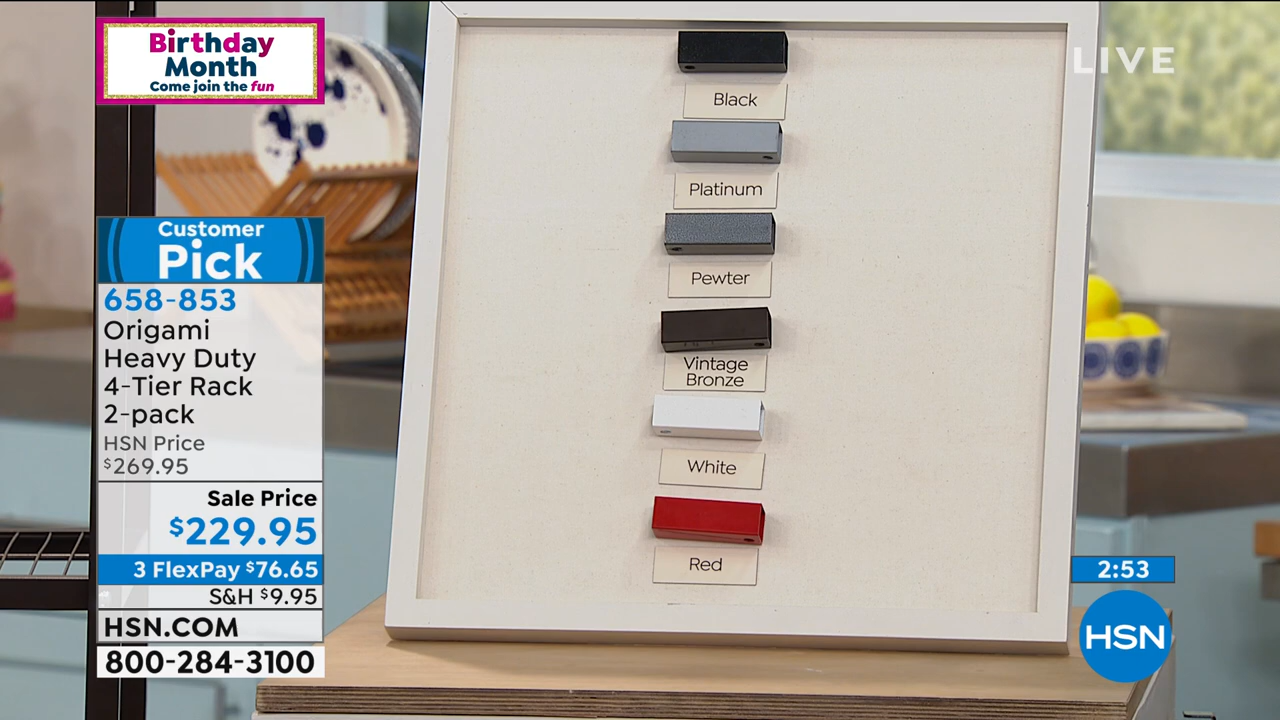 Birthday
Month
Come join the fun
LIVE
Black
Platinum
Pewter
Vintage
Bronze
White
Red
Customer
Pick
658-853
Origami
Heavy Duty
4-Tier Rack
2-pack
HSN Price
$269.95
Sale Price
$229.95
3 FlexPay $76.65
S&H $9.95
HSN.COM
800-284-3100
2:53
HSN